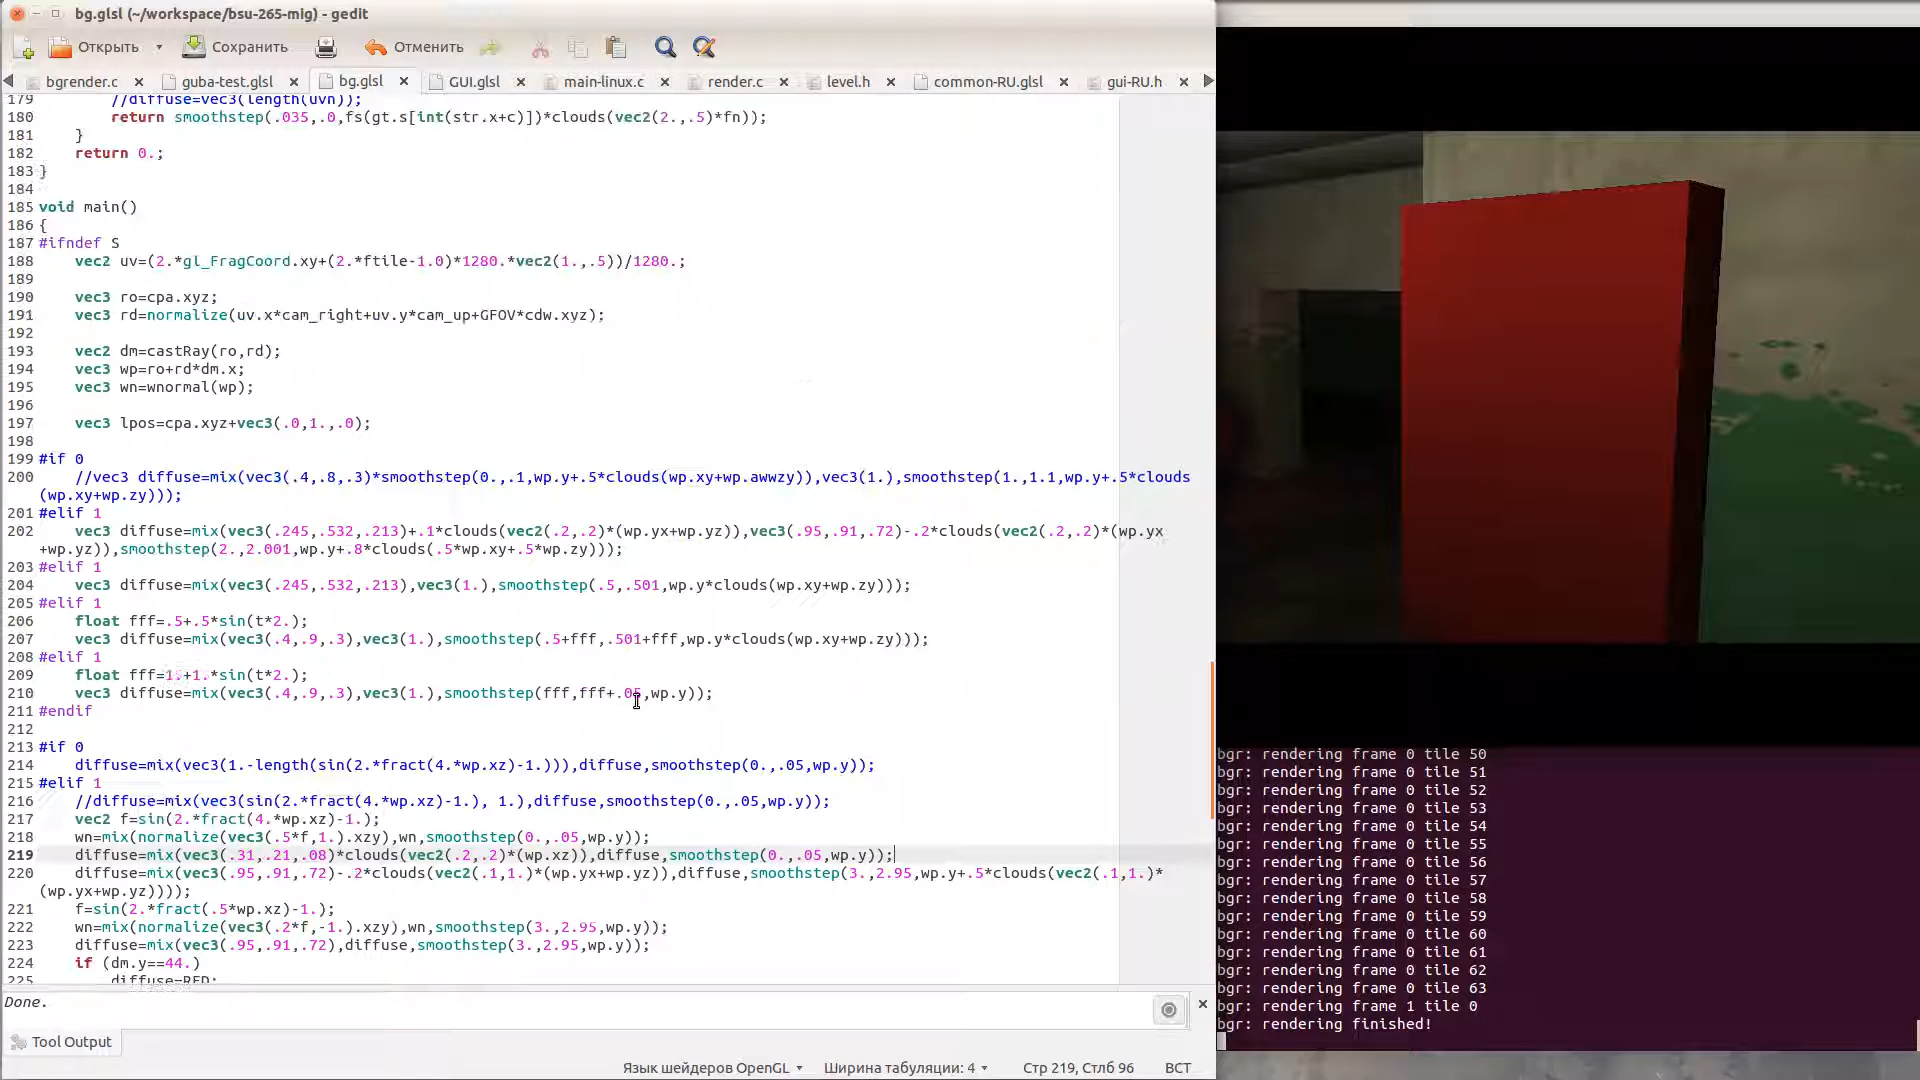 bg.glsl (~/workspace/bsu-265-mig) - gedit
Открыть Сохранить Отменить
bgrender.c guba-test.glsl bg.glsl GUI.glsl main-linux.c render.c level.h common-RU.glsl gui-RU.h
179 //diffuse=vec3(length(uvn));
180 return smoothstep(.035,.0,fs(gt.s[int(str.x+c)])*clouds(vec2(2.,.5)*fn));
181 }
182 return 0.;
183 }
184
185 void main()
186 {
187 #ifndef S
188 vec2 uv=(2.*gl_FragCoord.xy+(2.*ftile-1.0)*1280.*vec2(1.,.5))/1280.;
189
190 vec3 ro=cpa.xyz;
191 vec3 rd=normalize(uv.x*cam_right+uv.y*cam_up+GFOV*cdw.xyz);
192
193 vec2 dm=castRay(ro,rd);
194 vec3 wp=ro+rd*dm.x;
195 vec3 wn=wnormal(wp);
196
197 vec3 lpos=cpa.xyz+vec3(.0,1.,.0);
198
199 #if 0
200 //vec3 diffuse=mix(vec3(.4,.8,.3)*smoothstep(0.,.1,wp.y+.5*clouds(wp.xy+wp.awwzy)),vec3(1.),smoothstep(1.,1.1,wp.y+.5*clouds
(wp.xy+wp.zy)));
201 #elif 1
202 vec3 diffuse=mix(vec3(.245,.532,.213)+.1*clouds(vec2(.2,.2)*(wp.yx+wp.yz)),vec3(.95,.91,.72)-.2*clouds(vec2(.2,.2)*(wp.yx
+wp.yz)),smoothstep(2.,2.001,wp.y+.8*clouds(.5*wp.xy+.5*wp.zy)));
203 #elif 1
204 vec3 diffuse=mix(vec3(.245,.532,.213),vec3(1.),smoothstep(.5,.501,wp.y*clouds(wp.xy+wp.zy)));
205 #elif 1
206 float fff=.5+.5*sin(t*2.);
207 vec3 diffuse=mix(vec3(.4,.9,.3),vec3(1.),smoothstep(.5+fff,.501+fff,wp.y*clouds(wp.xy+wp.zy)));
208 #elif 1
209 float fff=1.+1.*sin(t*2.);
210 vec3 diffuse=mix(vec3(.4,.9,.3),vec3(1.),smoothstep(fff,fff+.05,wp.y));
211 #endif
212
213 #if 0
214 diffuse=mix(vec3(1.-length(sin(2.*fract(4.*wp.xz)-1.))),diffuse,smoothstep(0.,.05,wp.y));
215 #elif 1
216 //diffuse=mix(vec3(sin(2.*fract(4.*wp.xz)-1.), 1.),diffuse,smoothstep(0.,.05,wp.y));
217 vec2 f=sin(2.*fract(4.*wp.xz)-1.);
218 wn=mix(normalize(vec3(.5*f,1.).xzy),wn,smoothstep(0.,.05,wp.y));
219 diffuse=mix(vec3(.31,.21,.08)*clouds(vec2(.2,.2)*(wp.xz)),diffuse,smoothstep(0.,.05,wp.y));
220 diffuse=mix(vec3(.95,.91,.72)-.2*clouds(vec2(.1,1.)*(wp.yx+wp.yz)),diffuse,smoothstep(3.,2.95,wp.y+.5*clouds(vec2(.1,1.)*
(wp.yx+wp.yz))));
221 f=sin(2.*fract(.5*wp.xz)-1.);
222 wn=mix(normalize(vec3(.2*f,-1.).xzy),wn,smoothstep(3.,2.95,wp.y));
223 diffuse=mix(vec3(.95,.91,.72),diffuse,smoothstep(3.,2.95,wp.y));
224 if (dm.y==44.)
225 diffuse=RED;
Done.
Tool Output
Язык шейдеров OpenGL Ширина табуляции: 4 Стр 219, Стлб 96 ВСТ
bgr: rendering frame 0 tile 50
bgr: rendering frame 0 tile 51
bgr: rendering frame 0 tile 52
bgr: rendering frame 0 tile 53
bgr: rendering frame 0 tile 54
bgr: rendering frame 0 tile 55
bgr: rendering frame 0 tile 56
bgr: rendering frame 0 tile 57
bgr: rendering frame 0 tile 58
bgr: rendering frame 0 tile 59
bgr: rendering frame 0 tile 60
bgr: rendering frame 0 tile 61
bgr: rendering frame 0 tile 62
bgr: rendering frame 0 tile 63
bgr: rendering frame 1 tile 0
bgr: rendering finished!